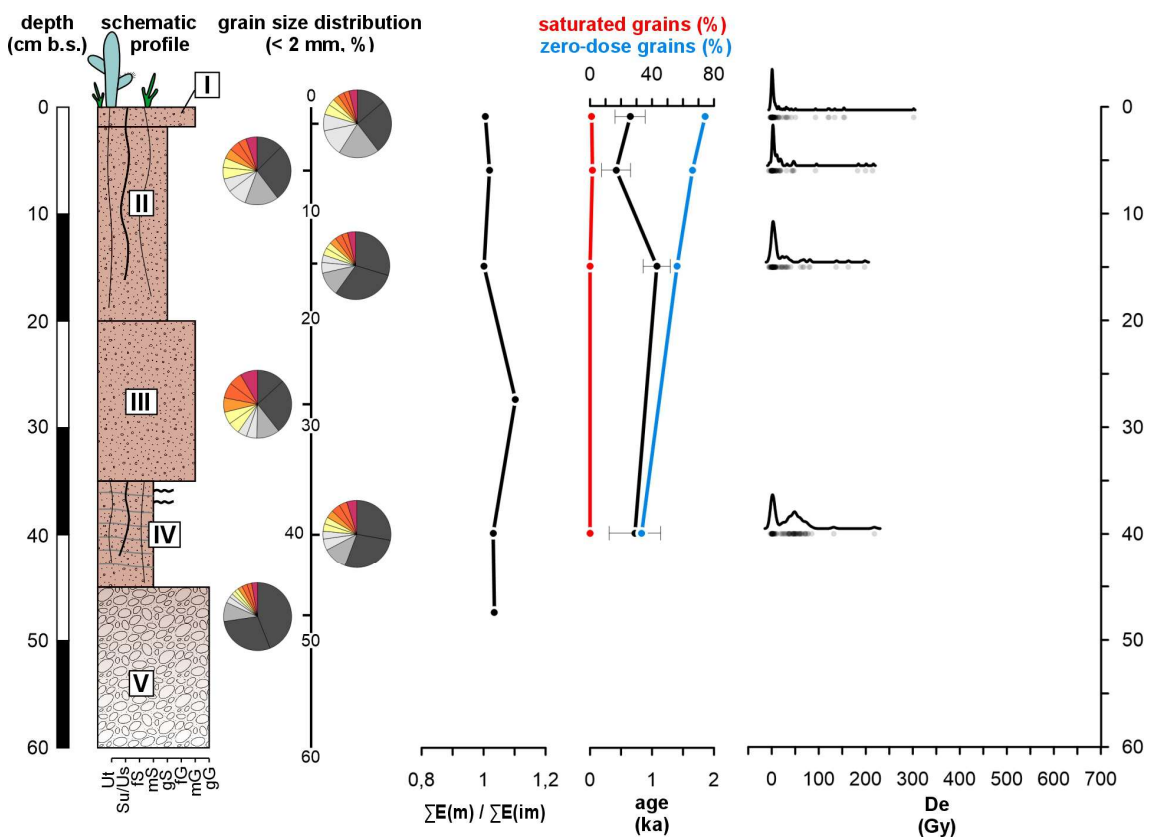 depth
(cm b.s.)
schematic
profile
grain size distribution
(< 2 mm, %)
saturated grains (%)
zero-dose grains (%)
0 40 80
I
II
III
IV
V
0
10
20
30
40
50
60
0
10
20
30
40
50
60
0
10
20
30
40
50
60
Ut
Su/Us
fS
mS
gS
fG
mG
gG
0,8 1 1,2
∑E(m) / ∑E(im)
0 1 2
age
(ka)
0 100 200 300 400 500 600 700
De
(Gy)